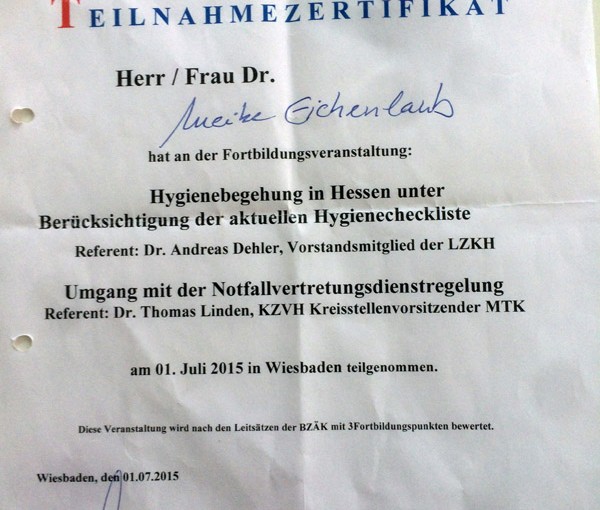 TEILNAHMEZERTIFIKAT
Herr / Frau Dr.
Meike Eichenlaub
hat an der Fortbildungsveranstaltung:
Hygienebegehung in Hessen unter
Berücksichtigung der aktuellen Hygienecheckliste
Referent: Dr. Andreas Dehler, Vorstandsmitglied der LZKH
Umgang mit der Notfallvertretungsdienstregelung
Referent: Dr. Thomas Linden, KZVH Kreisstellenvorsitzender MTK
am 01. Juli 2015 in Wiesbaden teilgenommen.
Diese Veranstaltung wird nach den Leitsätzen der BZÄK mit 3Fortbildungspunkten bewertet.
Wiesbaden, den 01.07.2015